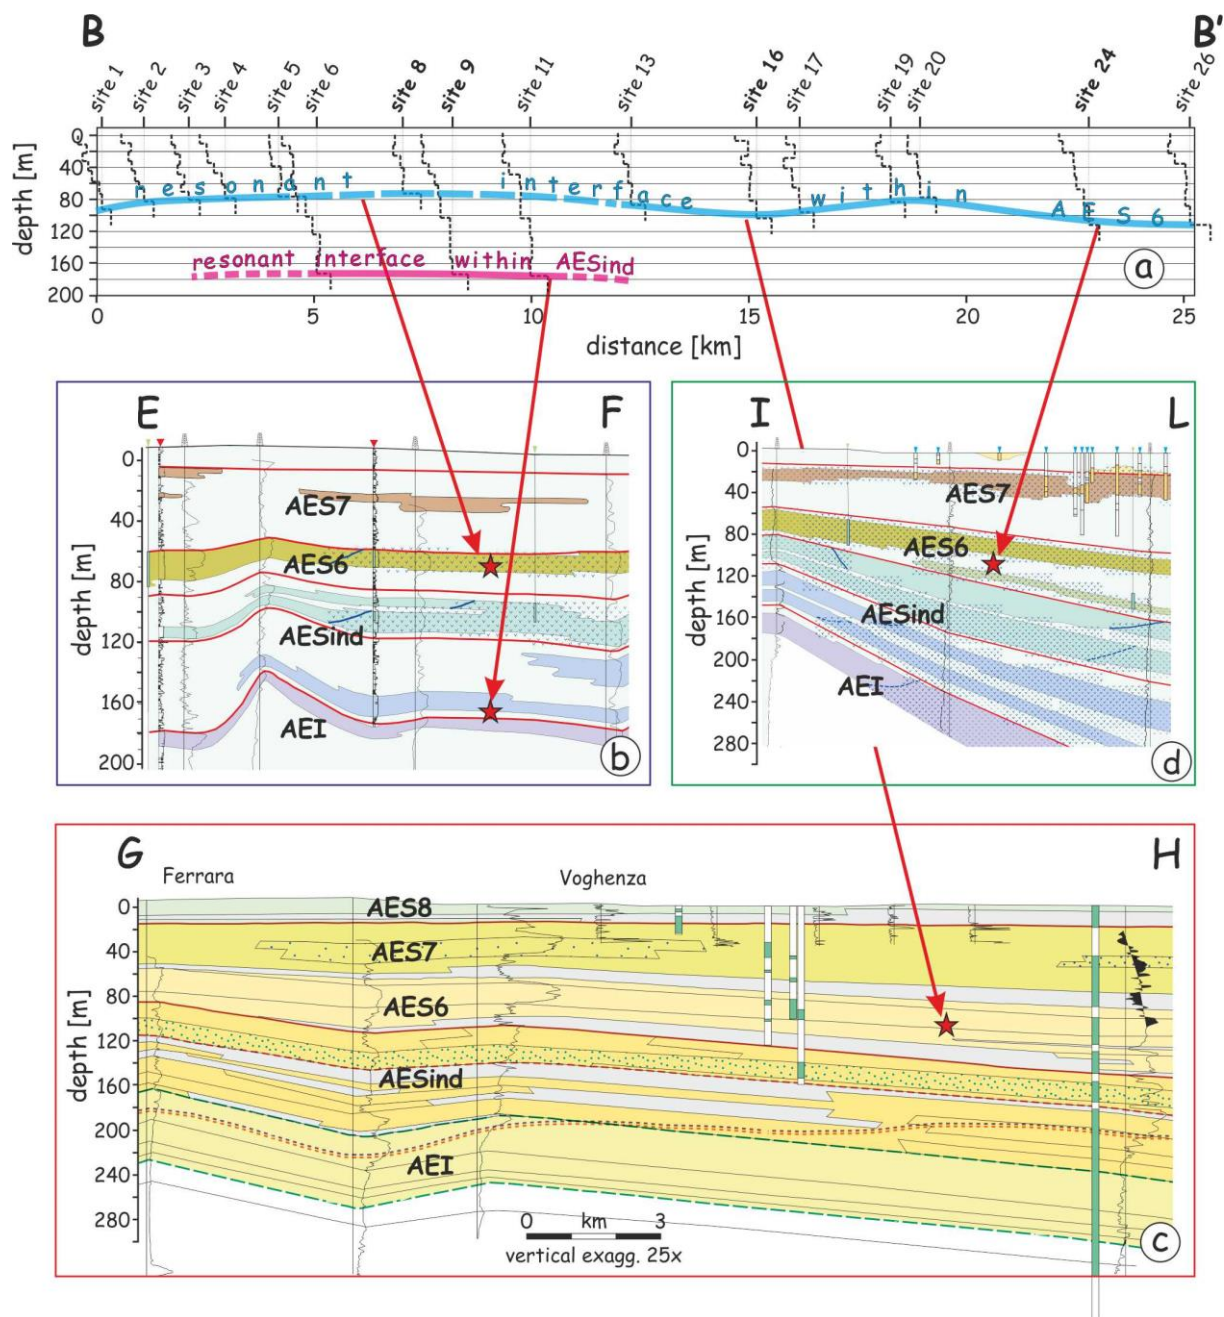 B
B'
site 1
site 2
site 3
site 4
site 5
site 6
site 8
site 9
site 11
site 13
site 16
site 17
site 19
site 20
site 24
site 26
depth [m]
0
40
80
120
160
200
resonant interface within AES6
resonant interface within AESind
a
0 5 10 15 20 25
distance [km]
E
F
depth [m]
0
40
80
120
160
200
AES7
AES6
AESind
AEI
b
I
L
depth [m]
0
40
80
120
160
200
240
280
AES7
AES6
AESind
AEI
d
G
H
Ferrara
Voghenza
depth [m]
0
40
80
120
160
200
240
280
AES8
AES7
AES6
AESind
AEI
0 km 3
vertical exagg. 25x
c